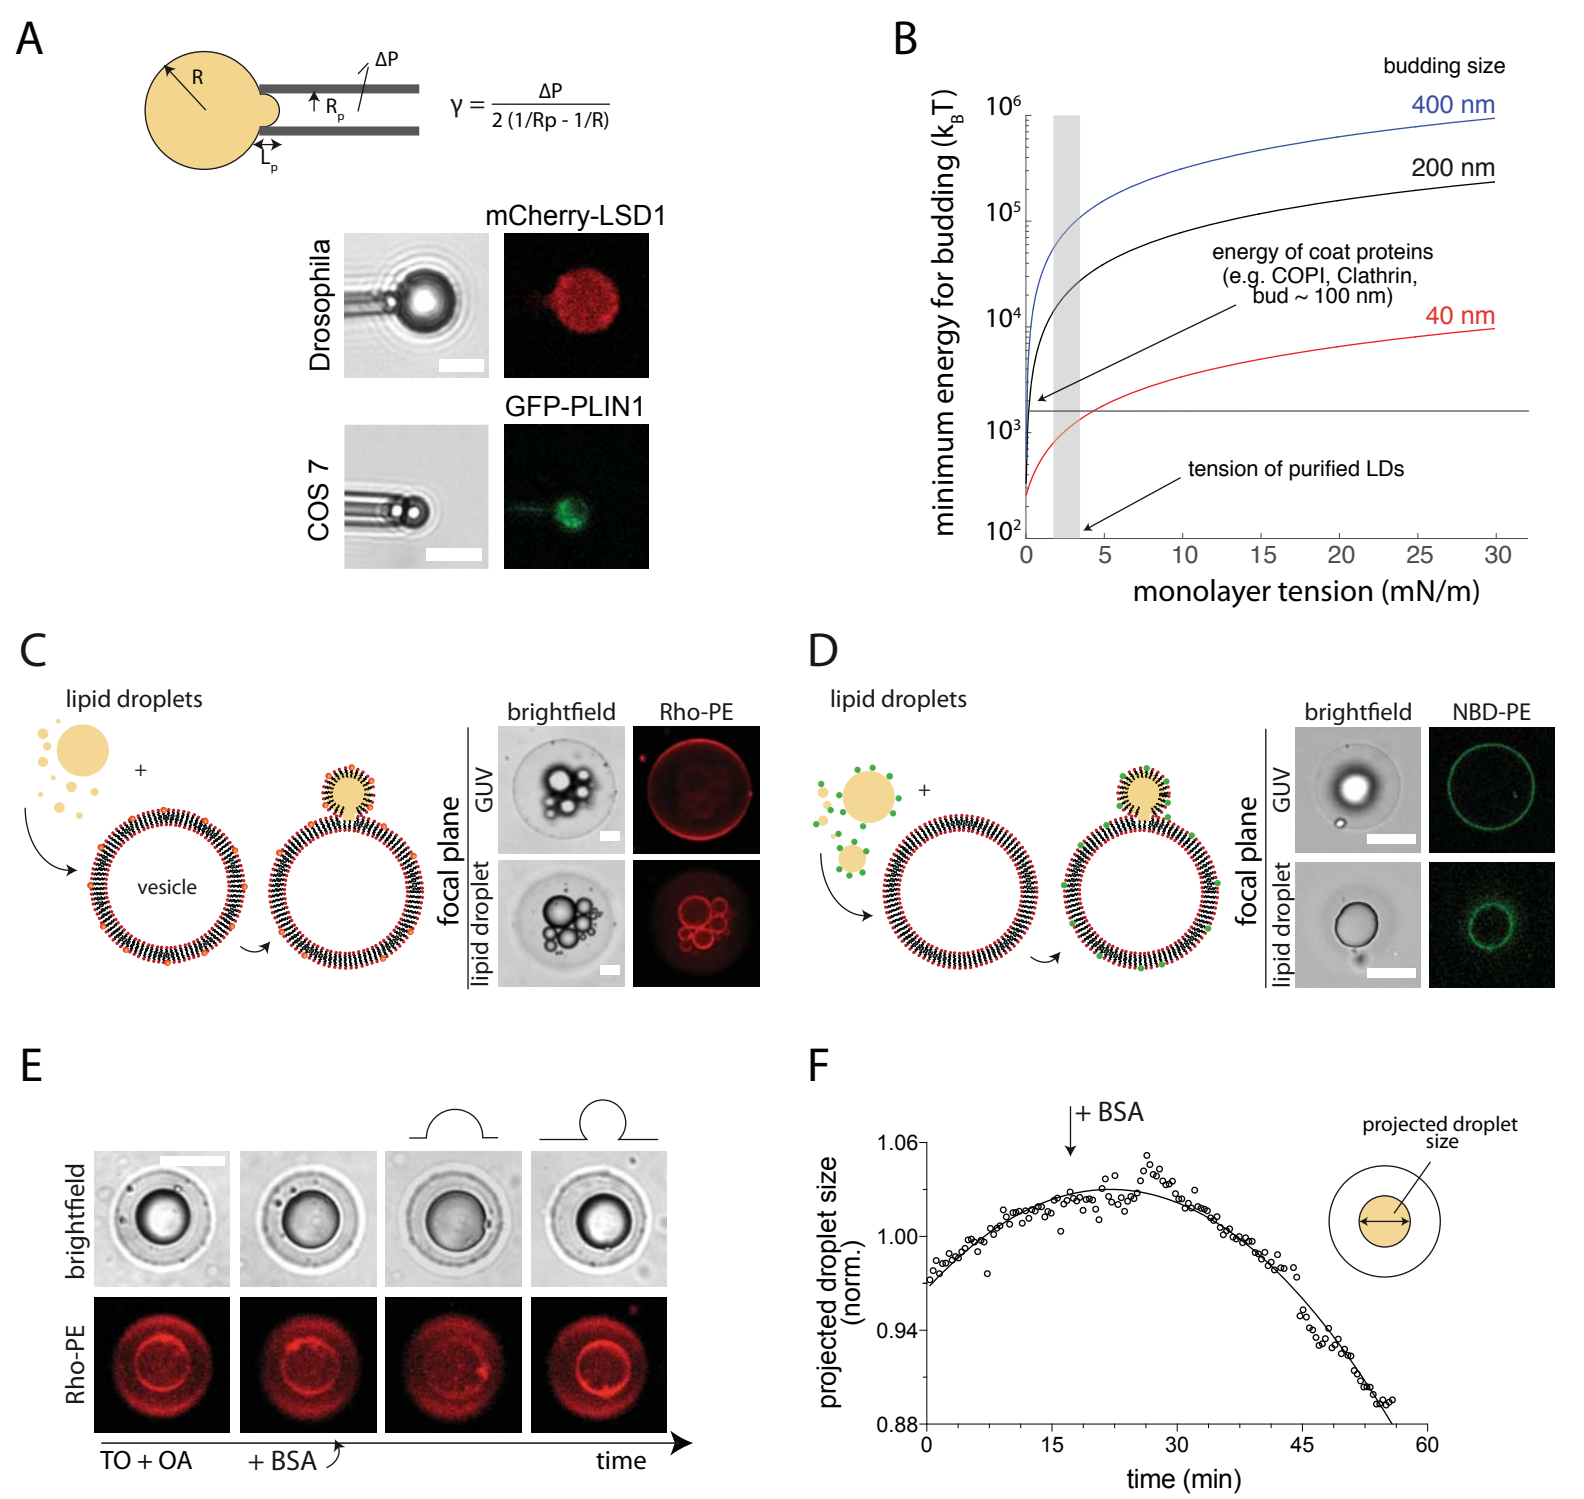 A
R
ΔP
Rp
Lp
γ = ΔP
2 (1/Rp - 1/R)
mCherry-LSD1
Drosophila
GFP-PLIN1
COS 7
B
budding size
400 nm
200 nm
40 nm
energy of coat proteins
(e.g. COPI, Clathrin,
bud ~ 100 nm)
tension of purified LDs
minimum energy for budding (kBT)
10^6
10^5
10^4
10^3
10^2
0 5 10 15 20 25 30
monolayer tension (mN/m)
C
lipid droplets
+
vesicle
focal plane
brightfield
Rho-PE
GUV
lipid droplet
D
lipid droplets
+
focal plane
brightfield
NBD-PE
GUV
lipid droplet
E
brightfield
Rho-PE
TO + OA
+ BSA
time
F
+ BSA
projected droplet
size
projected droplet size
(norm.)
1.06
1.00
0.94
0.88
0 15 30 45 60
time (min)